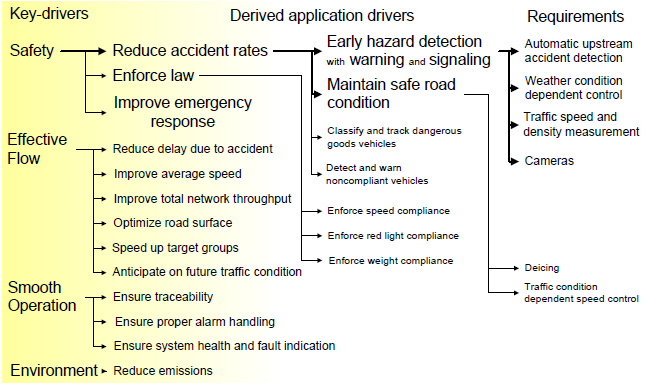 Key-drivers
Derived application drivers
Requirements
Safety
Reduce accident rates
Enforce law
Improve emergency
response
Early hazard detection
with warning and signaling
Maintain safe road
condition
Classify and track dangerous
goods vehicles
Detect and warn
noncompliant vehicles
Enforce speed compliance
Enforce red light compliance
Enforce weight compliance
Automatic upstream
accident detection
Weather condition
dependent control
Traffic speed and
density measurement
Cameras
Deicing
Traffic condition
dependent speed control
Effective
Flow
Reduce delay due to accident
Improve average speed
Improve total network throughput
Optimize road surface
Speed up target groups
Anticipate on future traffic condition
Smooth
Operation
Ensure traceability
Ensure proper alarm handling
Ensure system health and fault indication
Environment
Reduce emissions